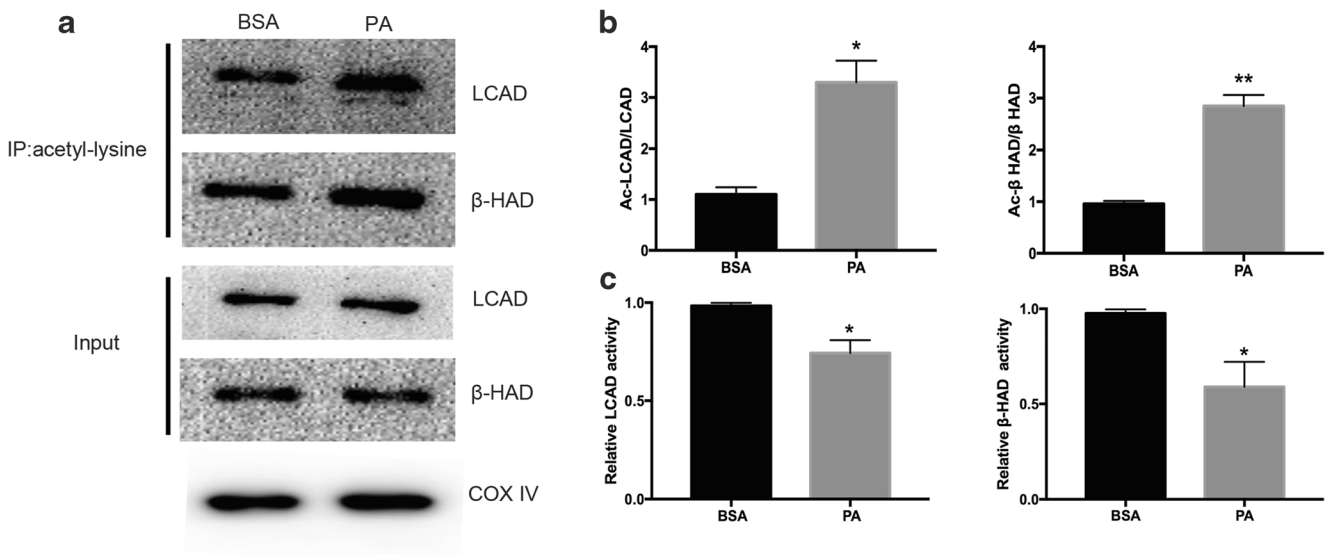 a
BSA PA
IP:acetyl-lysine
LCAD
β-HAD
Input
LCAD
β-HAD
COX IV
b
Ac-LCAD/LCAD
4
3
2
1
0
*
BSA PA
Ac-β HAD/β HAD
4
3
2
1
0
**
BSA PA
c
Relative LCAD activity
1.0
0.5
0.0
*
BSA PA
Relative β-HAD activity
1.0
0.5
0.0
*
BSA PA